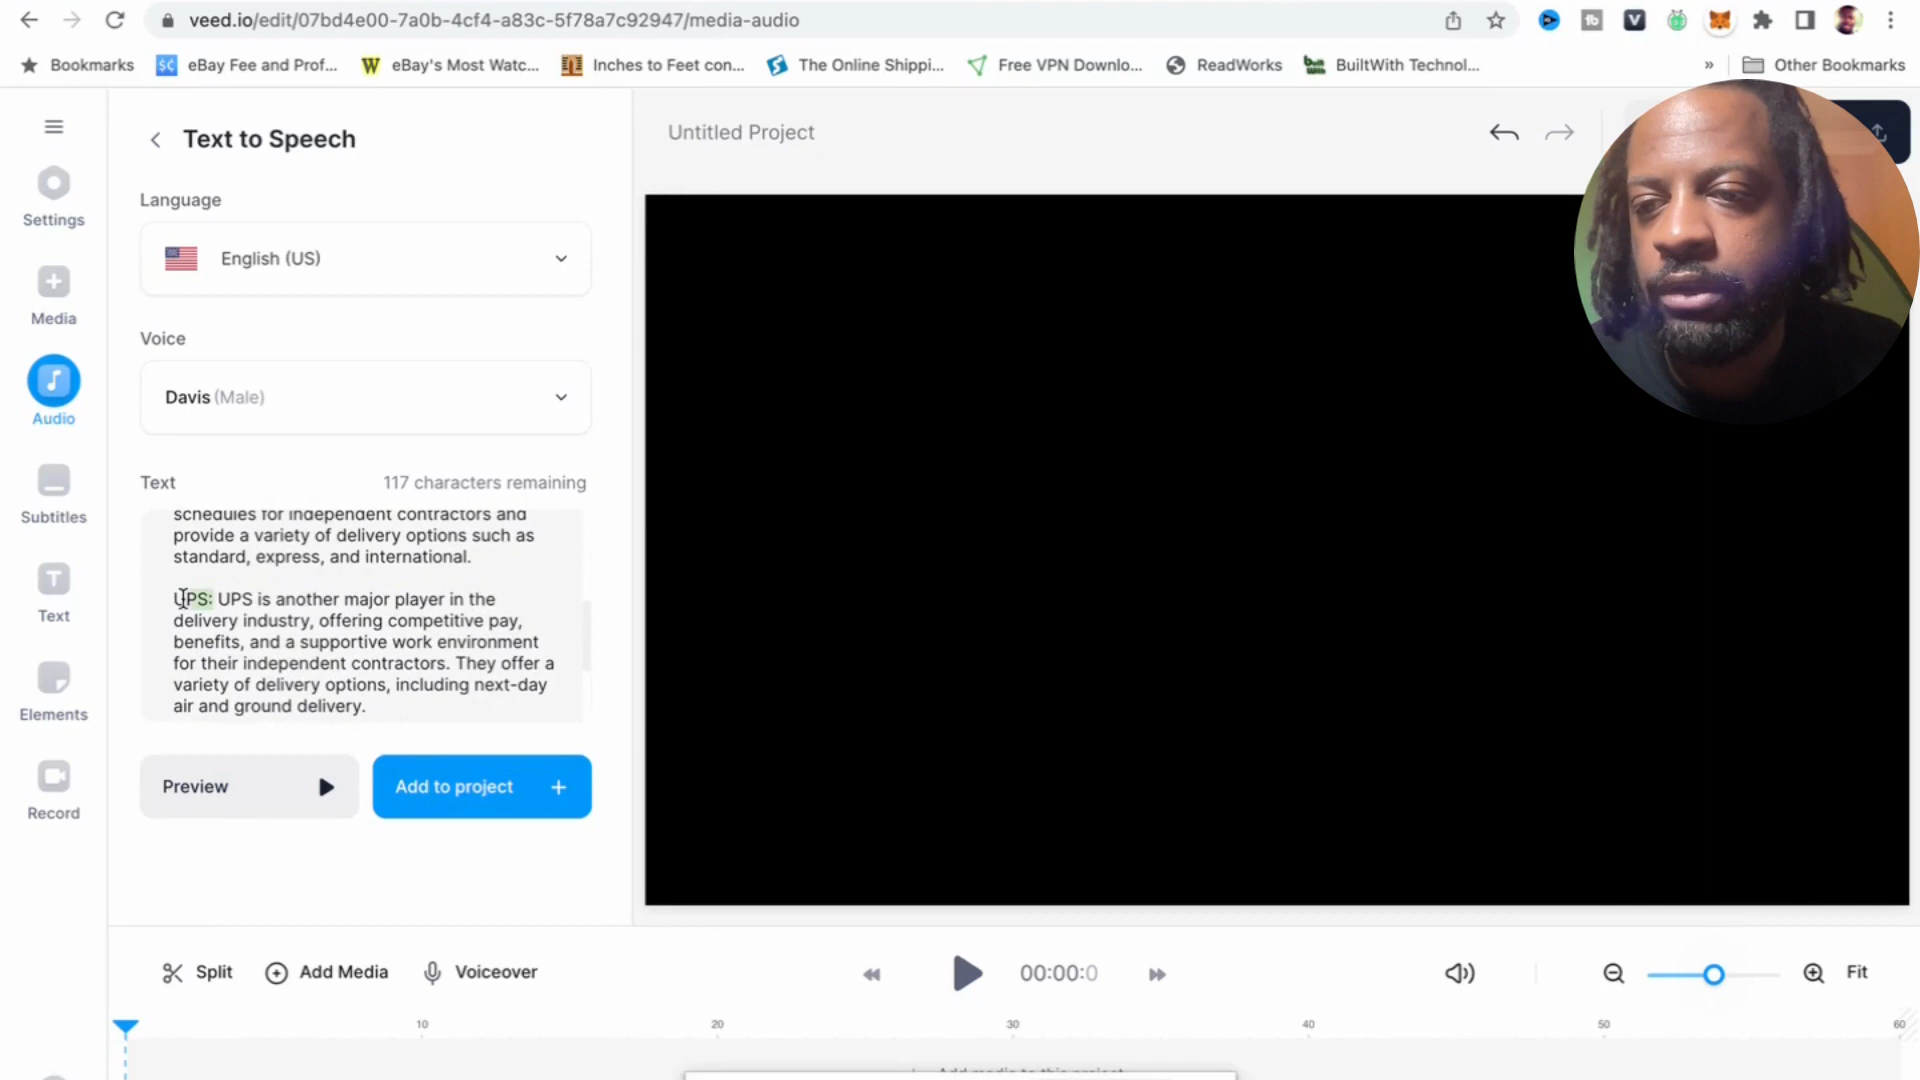 veed.io/edit/07bd4e00-7a0b-4cf4-a83c-5f78a7c92947/media-audio
Bookmarks
eBay Fee and Prof...
eBay's Most Watc...
Inches to Feet con...
The Online Shippi...
Free VPN Downlo...
ReadWorks
BuiltWith Technol...
»
Other Bookmarks
Text to Speech
Untitled Project
Settings
Language
English (US)
Media
Voice
Davis (Male)
Audio
Text
117 characters remaining
schedules for independent contractors and
provide a variety of delivery options such as
standard, express, and international.
UPS: UPS is another major player in the
delivery industry, offering competitive pay,
benefits, and a supportive work environment
for their independent contractors. They offer a
variety of delivery options, including next-day
air and ground delivery.
Subtitles
Text
Elements
Preview
Add to project +
Record
Split
Add Media
Voiceover
00:00:0
Fit
10
20
30
40
50
60
Add media to this project